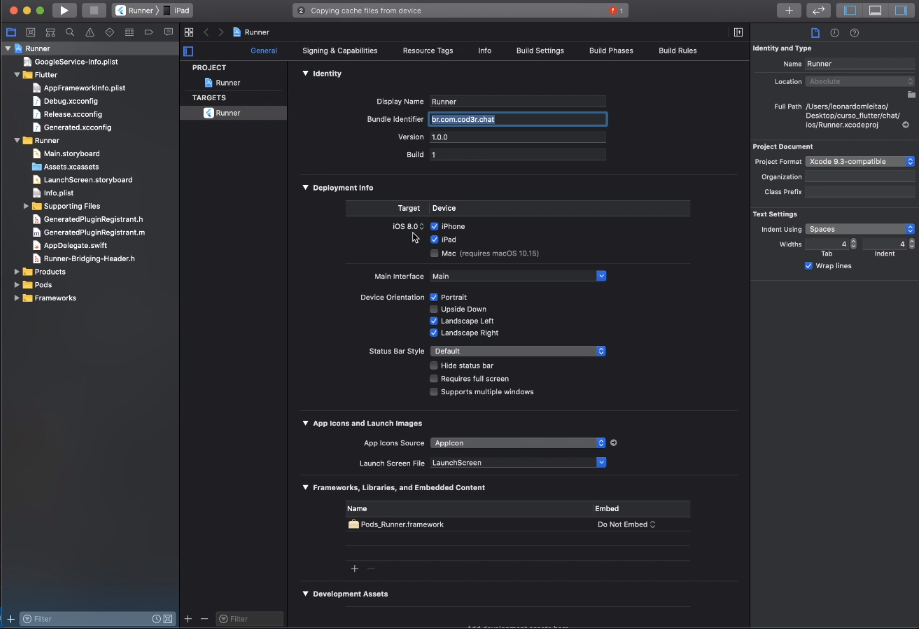 Runner
iPad
2 Copying cache files from device
1
Runner
GoogleService-Info.plist
Flutter
AppFrameworkInfo.plist
Debug.xcconfig
Release.xcconfig
Generated.xcconfig
Runner
Main.storyboard
Assets.xcassets
LaunchScreen.storyboard
Info.plist
Supporting Files
GeneratedPluginRegistrant.h
GeneratedPluginRegistrant.m
AppDelegate.swift
Runner-Bridging-Header.h
Products
Pods
Frameworks
Filter
Runner
General Signing & Capabilities Resource Tags Info Build Settings Build Phases Build Rules
PROJECT
Runner
TARGETS
Runner
Filter
Identity
Display Name Runner
Bundle Identifier br.com.cod3r.chat
Version 1.0.0
Build 1
Deployment Info
Target Device
iOS 8.0 iPhone
iPad
Mac (requires macOS 10.15)
Main Interface Main
Device Orientation Portrait
Upside Down
Landscape Left
Landscape Right
Status Bar Style Default
Hide status bar
Requires full screen
Supports multiple windows
App Icons and Launch Images
App Icons Source AppIcon
Launch Screen File LaunchScreen
Frameworks, Libraries, and Embedded Content
Name Embed
Pods_Runner.framework Do Not Embed
Development Assets
Identity and Type
Name Runner
Location Absolute
Full Path /Users/leonardomleitao/
Desktop/curso_flutter/chat/
ios/Runner.xcodeproj
Project Document
Project Format Xcode 9.3-compatible
Organization
Class Prefix
Text Settings
Indent Using Spaces
Widths 4 4
Tab Indent
Wrap lines